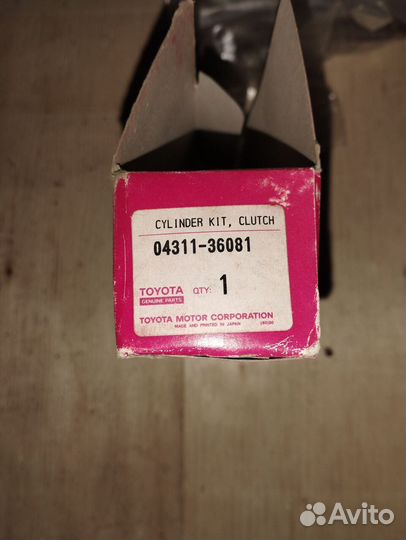 CYLINDER KIT, CLUTCH
04311-36081
TOYOTA QTY: 1
GENUINE PARTS
TOYOTA MOTOR CORPORATION
MADE AND PRINTED IN JAPAN
Avito